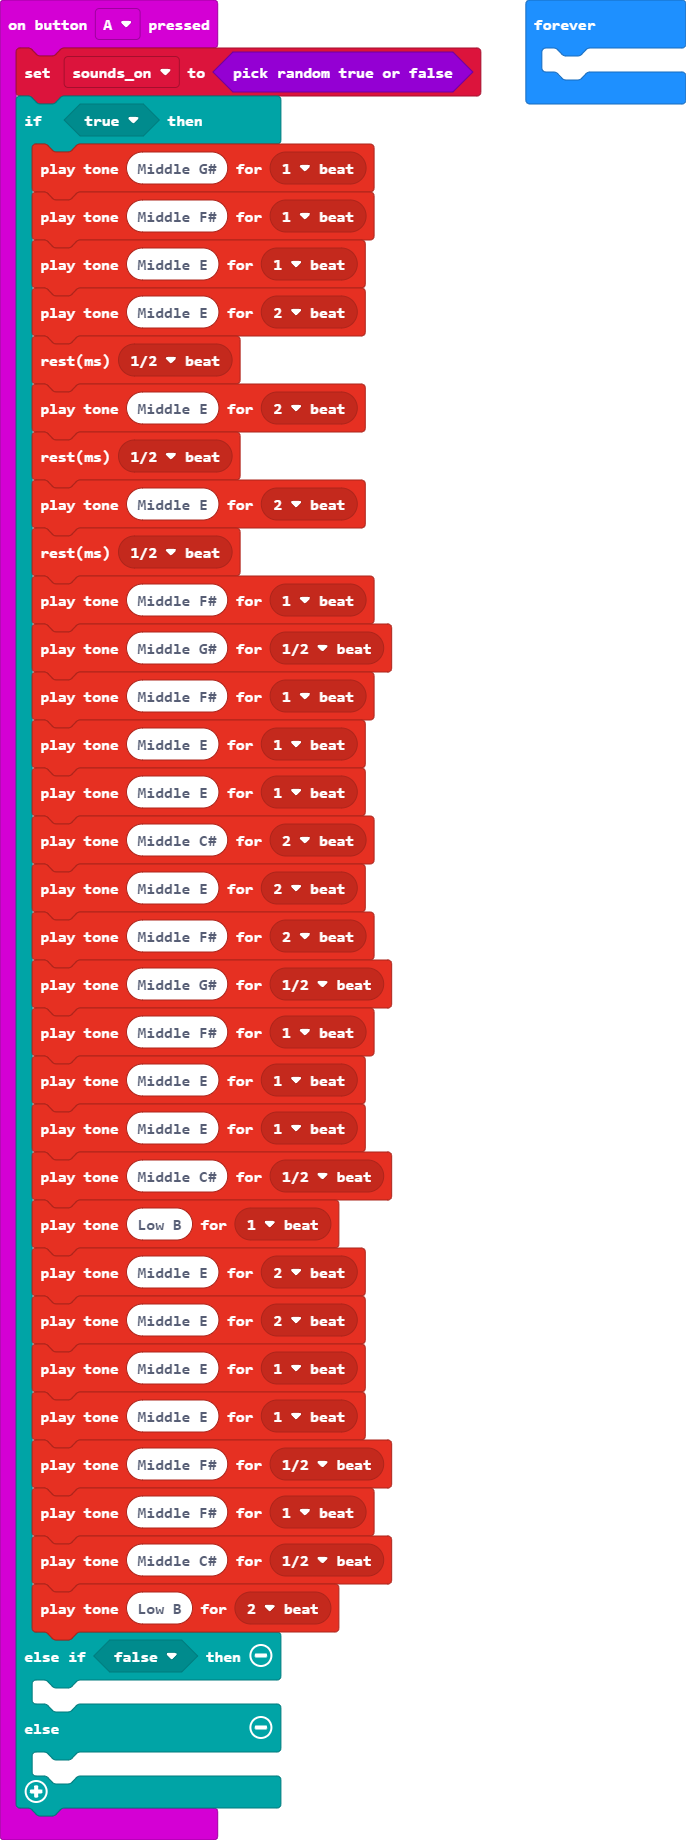 on button A pressed
forever
set sounds_on to pick random true or false
if true then
play tone Middle G# for 1 beat
play tone Middle F# for 1 beat
play tone Middle E for 1 beat
play tone Middle E for 2 beat
rest(ms) 1/2 beat
play tone Middle E for 2 beat
rest(ms) 1/2 beat
play tone Middle E for 2 beat
rest(ms) 1/2 beat
play tone Middle F# for 1 beat
play tone Middle G# for 1/2 beat
play tone Middle F# for 1 beat
play tone Middle E for 1 beat
play tone Middle E for 1 beat
play tone Middle C# for 2 beat
play tone Middle E for 2 beat
play tone Middle F# for 2 beat
play tone Middle G# for 1/2 beat
play tone Middle F# for 1 beat
play tone Middle E for 1 beat
play tone Middle E for 1 beat
play tone Middle C# for 1/2 beat
play tone Low B for 1 beat
play tone Middle E for 2 beat
play tone Middle E for 2 beat
play tone Middle E for 1 beat
play tone Middle E for 1 beat
play tone Middle F# for 1/2 beat
play tone Middle F# for 1 beat
play tone Middle C# for 1/2 beat
play tone Low B for 2 beat
else if false then
else